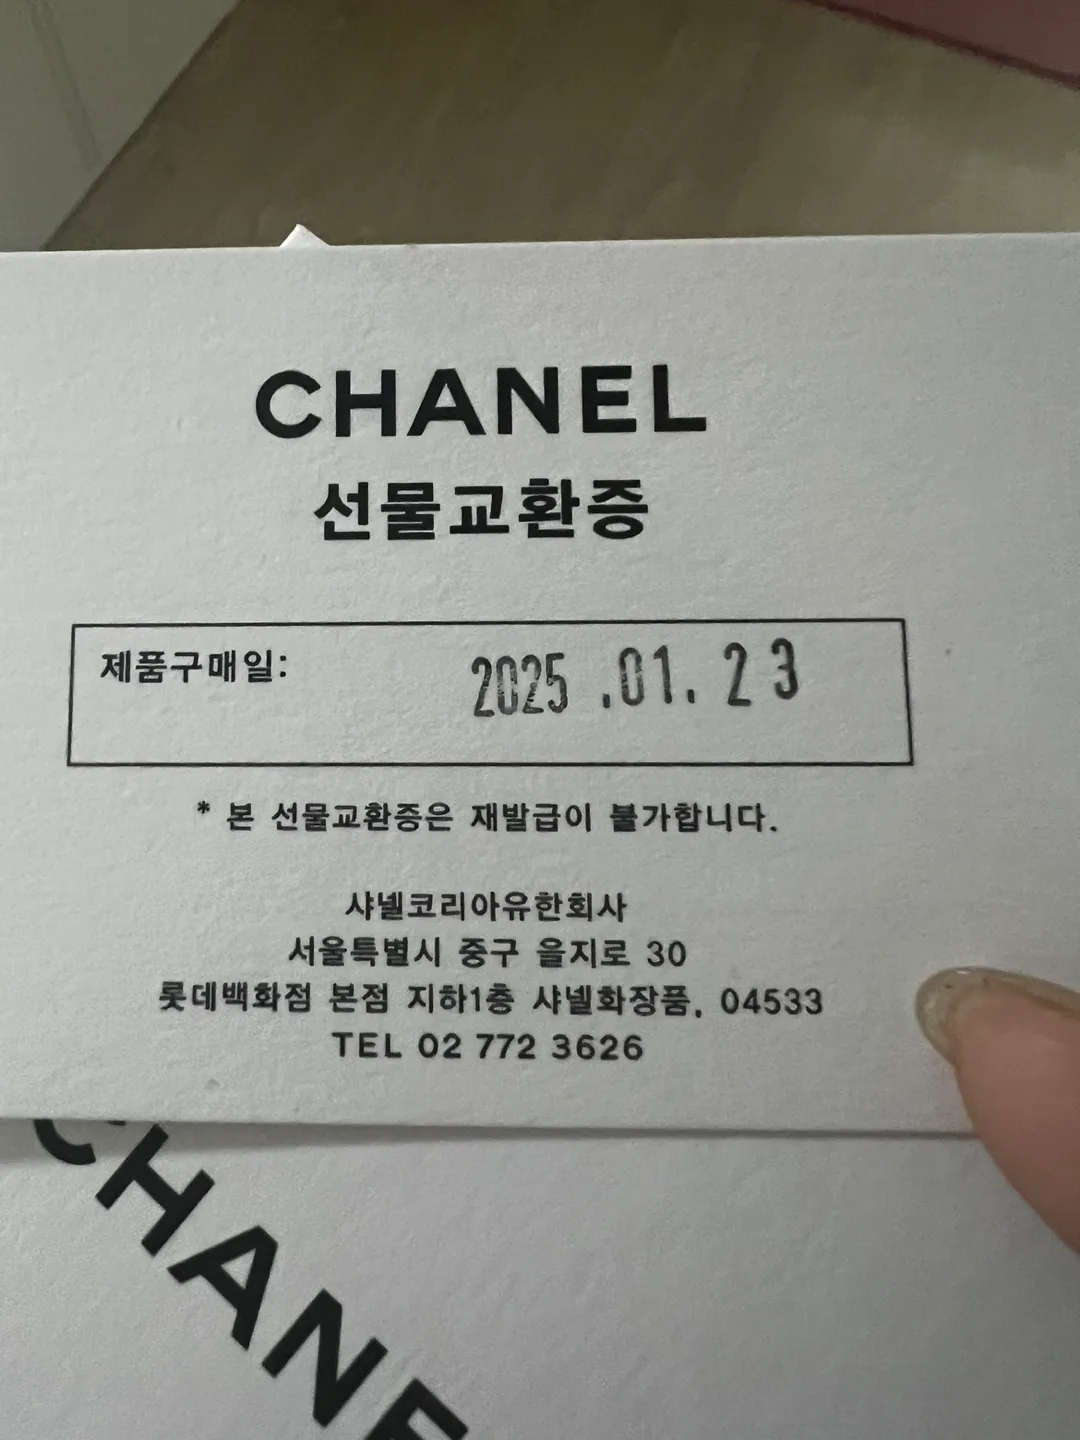 CHANEL
선물교환증
제품구매일: 2025 .01. 23
* 본 선물교환증은 재발급이 불가합니다.
샤넬코리아유한회사
서울특별시 중구 을지로 30
롯데백화점 본점 지하1층 샤넬화장품, 04533
TEL 02 772 3626
CHANE